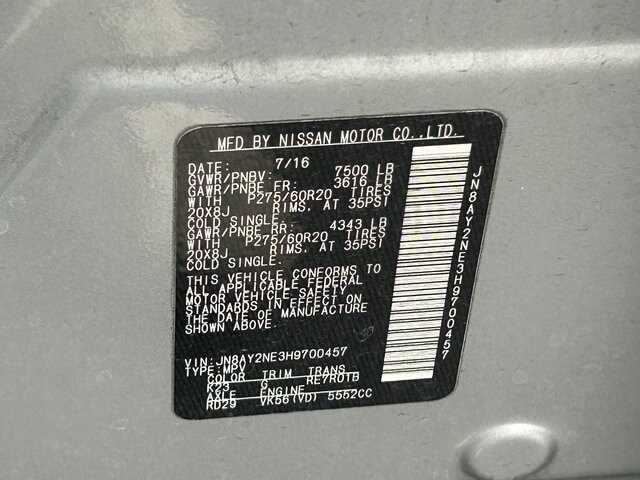 MFD BY NISSAN MOTOR CO.,LTD.
DATE: 7/16
GVWR/PNBV: 7500 LB
GAWR/PNBE FR: 3616 LB
WITH P275/60R20 TIRES
20X8J RIMS. AT 35PSI
COLD SINGLE.
GAWR/PNBE RR: 4343 LB
WITH P275/60R20 TIRES
20X8J RIMS. AT 35PSI
COLD SINGLE.
THIS VEHICLE CONFORMS TO
ALL APPLICABLE FEDERAL
MOTOR VEHICLE SAFETY
STANDARDS IN EFFECT ON
THE DATE OF MANUFACTURE
SHOWN ABOVE.
VIN:JN8AY2NE3H9700457
TYPE:MPV
COLOR TRIM TRANS
K23 G RE7R01B
AXLE ENGINE
RD29 VK56(VD) 5552CC
JN8AY2NE3H9700457